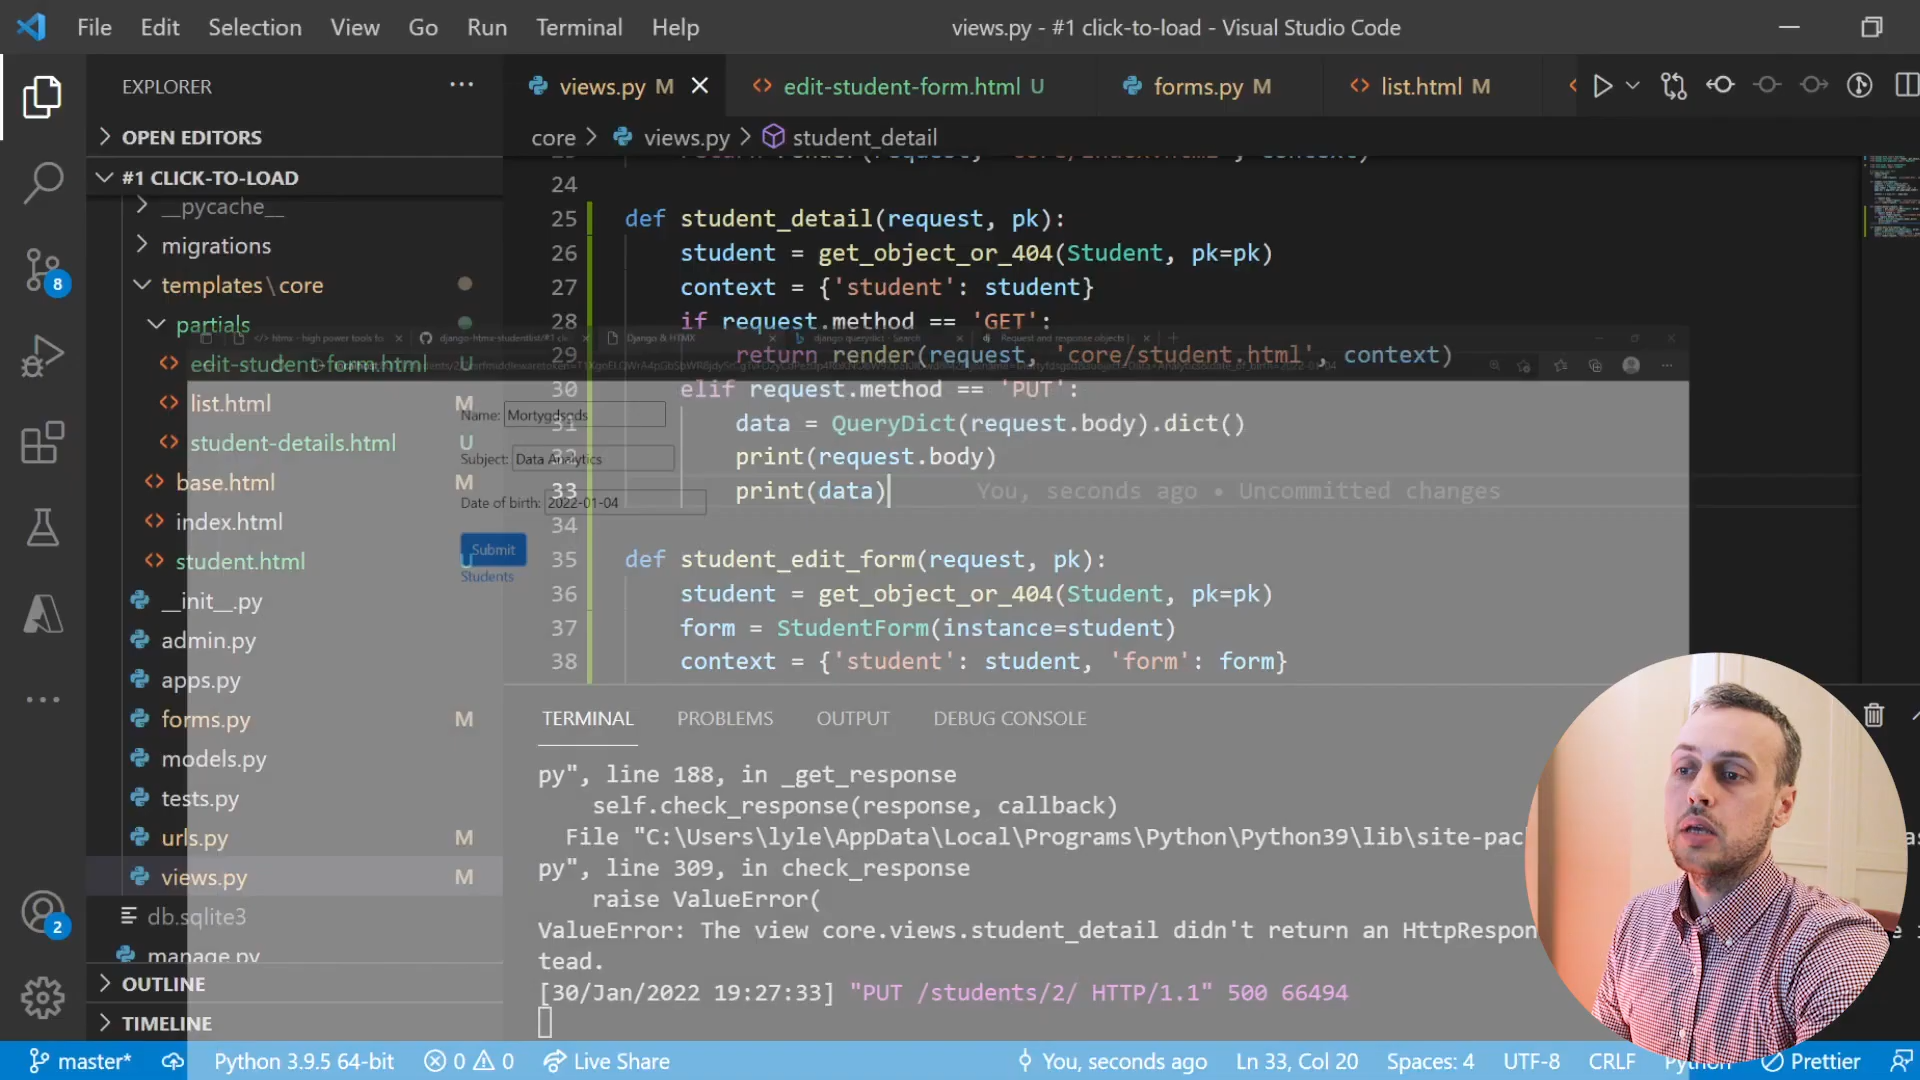 File Edit Selection View Go Run Terminal Help
views.py - #1 click-to-load - Visual Studio Code
EXPLORER
OPEN EDITORS
#1 CLICK-TO-LOAD
__pycache__
migrations
templates\core
partials
edit-student-form.html U
list.html M
student-details.html U
base.html M
index.html
student.html U
__init__.py
admin.py
apps.py
forms.py M
models.py
tests.py
urls.py M
views.py M
db.sqlite3
manage.py
OUTLINE
TIMELINE
8
2
views.py M
edit-student-form.html U
forms.py M
list.html M
core > views.py > student_detail
24
25 def student_detail(request, pk):
26 student = get_object_or_404(Student, pk=pk)
27 context = {'student': student}
28 if request.method == 'GET':
29 return render(request, 'core/student.html', context)
30 elif request.method == 'PUT':
31 data = QueryDict(request.body).dict()
32 print(request.body)
33 print(data)
You, seconds ago • Uncommitted changes
34
35 def student_edit_form(request, pk):
36 student = get_object_or_404(Student, pk=pk)
37 form = StudentForm(instance=student)
38 context = {'student': student, 'form': form}
Name: Mortygdsgds
Subject: Data Analytics
Date of birth: 2022-01-04
Submit
Students
TERMINAL PROBLEMS OUTPUT DEBUG CONSOLE
py", line 188, in _get_response
self.check_response(response, callback)
File "C:\Users\lyle\AppData\Local\Programs\Python\Python39\lib\site-pac
py", line 309, in check_response
raise ValueError(
ValueError: The view core.views.student_detail didn't return an HttpRespon
tead.
[30/Jan/2022 19:27:33] "PUT /students/2/ HTTP/1.1" 500 66494
master* Python 3.9.5 64-bit 0 0 Live Share
You, seconds ago Ln 33, Col 20 Spaces: 4 UTF-8 CRLF Python Prettier